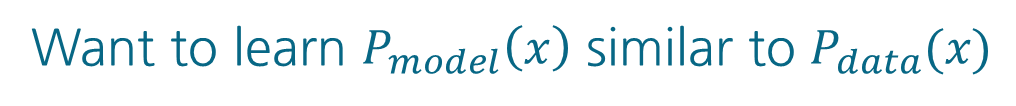 Want to learn P_model(x) similar to P_data(x)